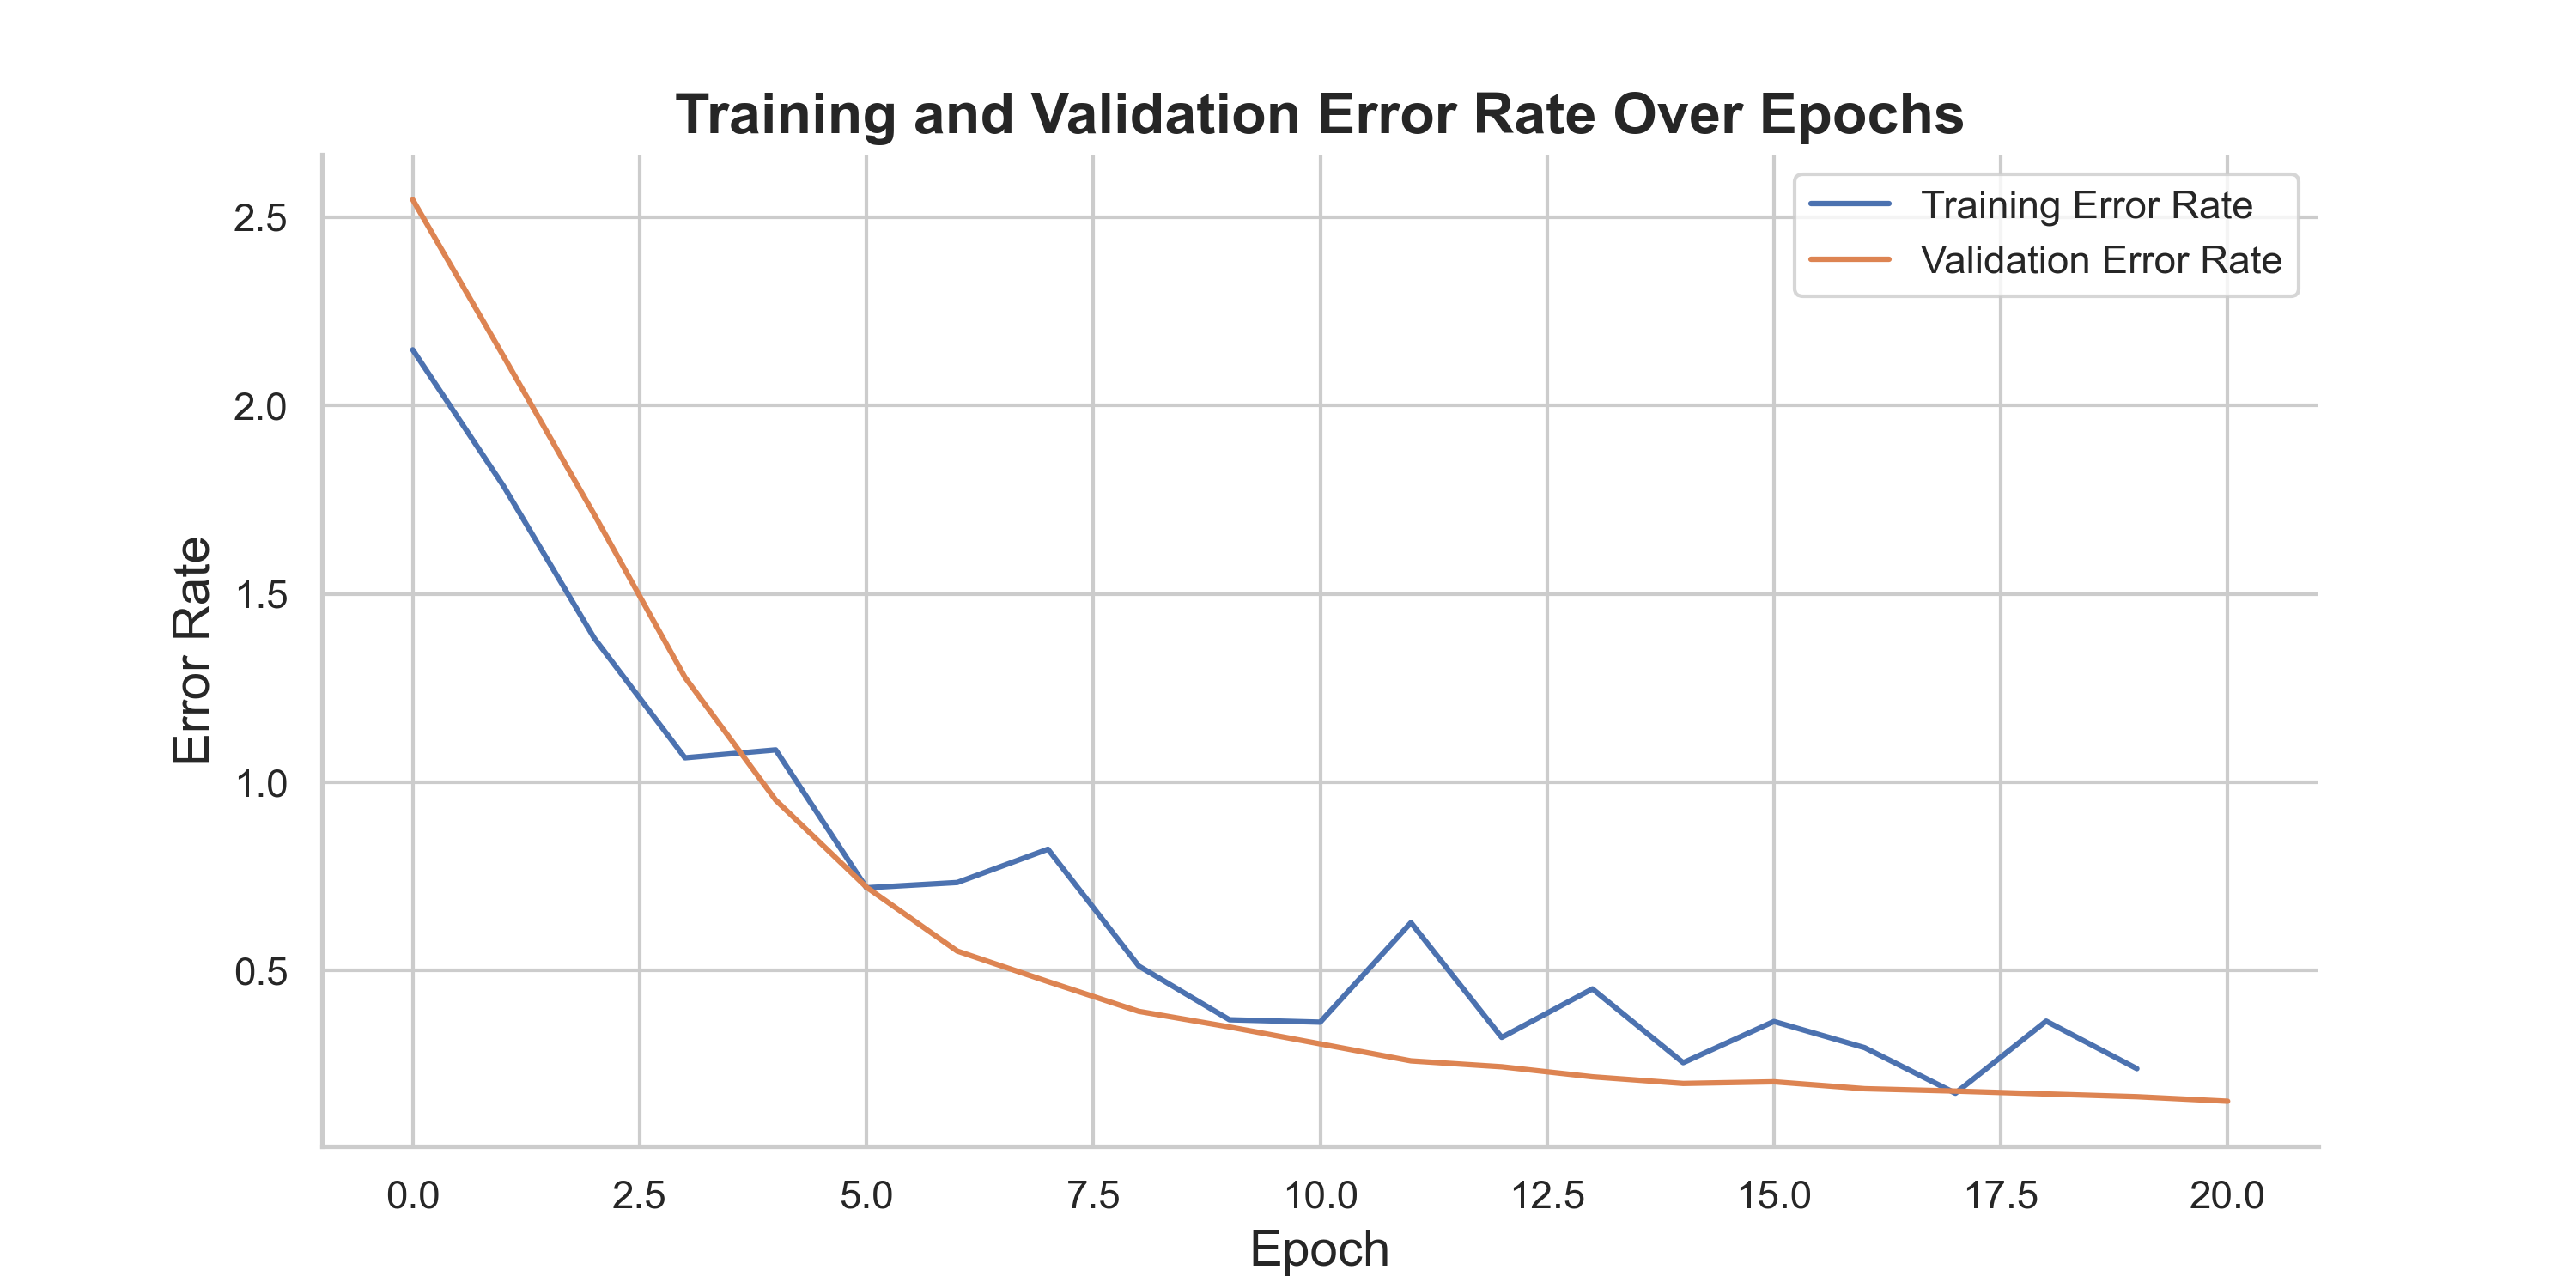 Training and Validation Error Rate Over Epochs
Training Error Rate
Validation Error Rate
Error Rate
2.5
2.0
1.5
1.0
0.5
0.0 2.5 5.0 7.5 10.0 12.5 15.0 17.5 20.0
Epoch